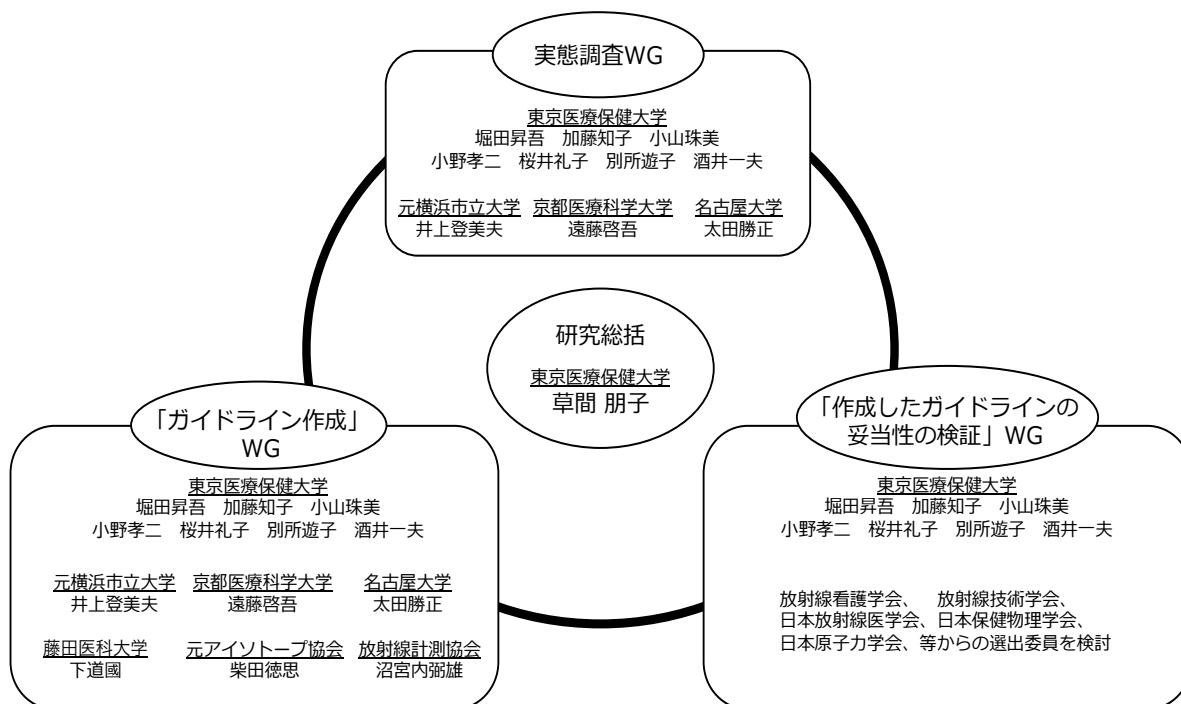 実態調査WG
東京医療保健大学
堀田昇吾 加藤知子 小山珠美
小野孝二 桜井礼子 別所遊子 酒井一夫
元横浜市立大学 京都医療科学大学 名古屋大学
井上登美夫 遠藤啓吾 太田勝正
研究総括
東京医療保健大学
草間 朋子
「ガイドライン作成」
WG
東京医療保健大学
堀田昇吾 加藤知子 小山珠美
小野孝二 桜井礼子 別所遊子 酒井一夫
元横浜市立大学 京都医療科学大学 名古屋大学
井上登美夫 遠藤啓吾 太田勝正
藤田医科大学 元アイソトープ協会 放射線計測協会
下道國 柴田徳思 沼宮内弼雄
「作成したガイドラインの
妥当性の検証」WG
東京医療保健大学
堀田昇吾 加藤知子 小山珠美
小野孝二 桜井礼子 別所遊子 酒井一夫
放射線看護学会、 放射線技術学会、
日本放射線医学会、日本保健物理学会、
日本原子力学会、等からの選出委員を検討